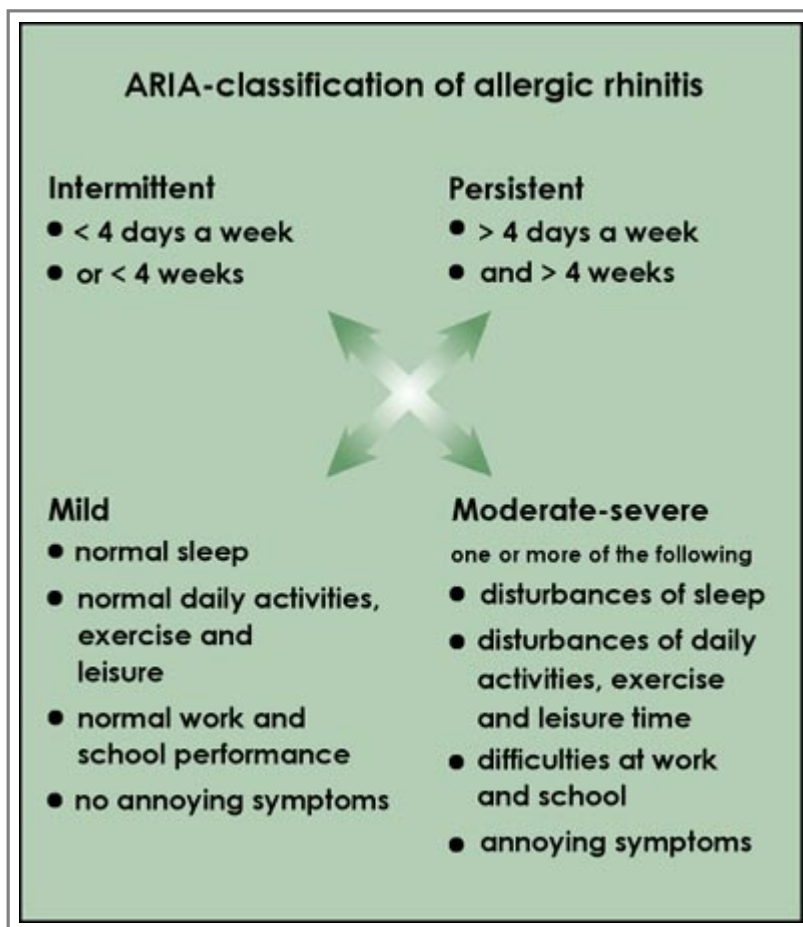 ARIA-classification of allergic rhinitis
Intermittent
• < 4 days a week
• or < 4 weeks
Persistent
• > 4 days a week
• and > 4 weeks
Mild
• normal sleep
• normal daily activities,
exercise and
leisure
• normal work and
school performance
• no annoying symptoms
Moderate-severe
one or more of the following
• disturbances of sleep
• disturbances of daily
activities, exercise
and leisure time
• difficulties at work
and school
• annoying symptoms